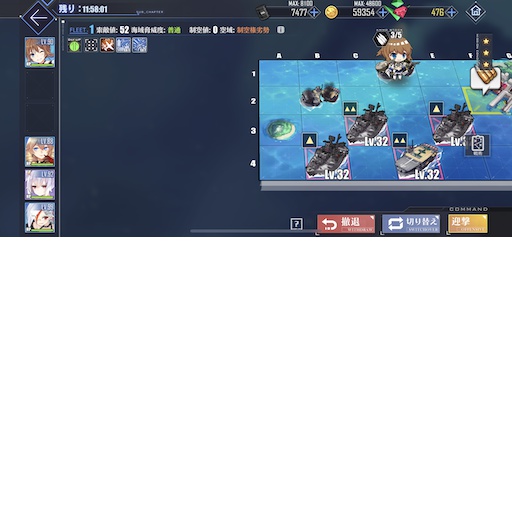 残り：11:58:01
MAX: 8100
7477
MAX: 48600
59354
476
FLEET 1 索敵値: 52 海域脅威度: 普通 制空値: 0 空域: 制空権劣勢
3/5
A B C D E F
1
2
3
4
Lv.32
Lv.32
Lv.32
?
COMMAND
撤退
WITHDRAW
切り替え
SWITCHOVER
迎撃